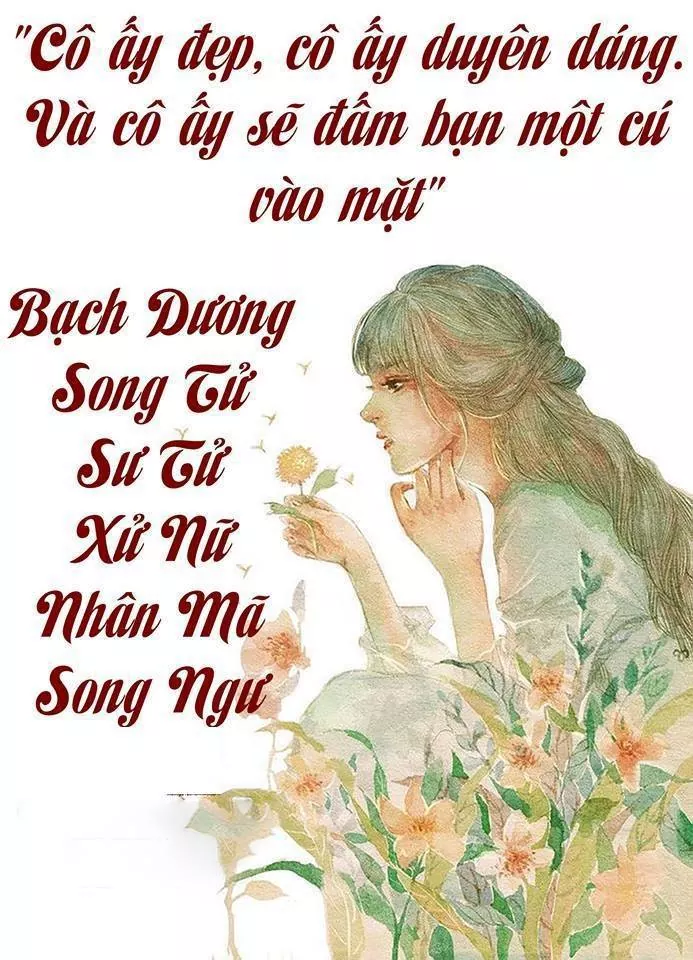 "Cô ấy đẹp, cô ấy duyên dáng.
Và cô ấy sẽ đấm bạn một cú
vào mặt"
Bạch Dương
Song Tử
Sư Tử
Xử Nữ
Nhân Mã
Song Ngư